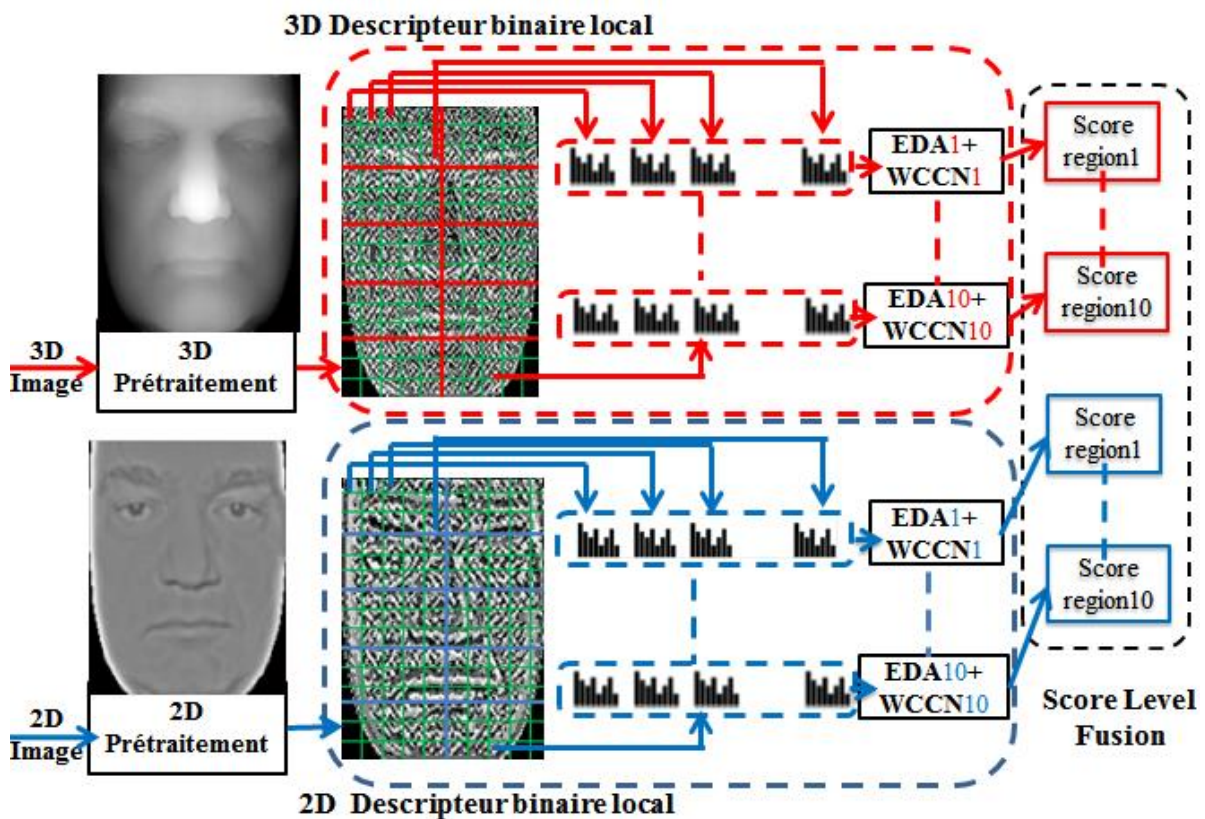 3D Descripteur binaire local
3D
Image
3D
Prétraitement
EDA1+
WCCN1
EDA10+
WCCN10
Score
region1
Score
region10
2D
Image
2D
Prétraitement
EDA1+
WCCN1
EDA10+
WCCN10
Score
region1
Score
region10
Score Level
Fusion
2D Descripteur binaire local